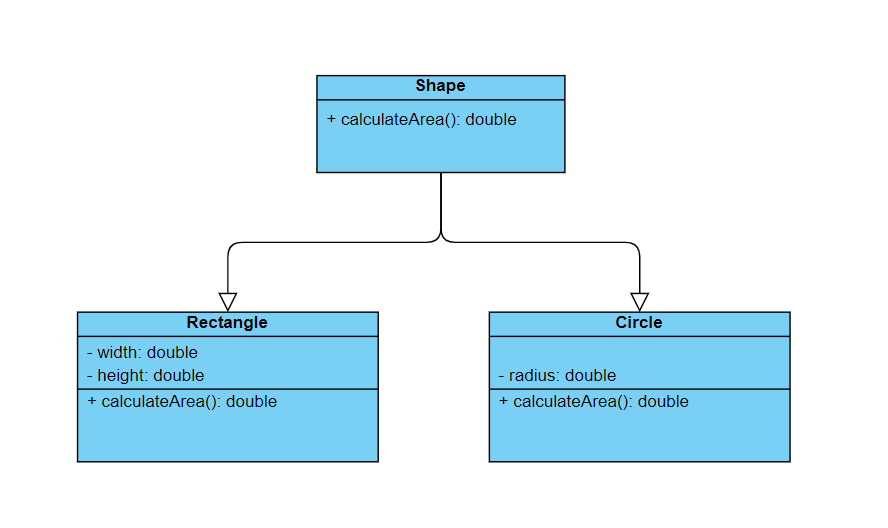 Shape
+ calculateArea(): double
Rectangle
- width: double
- height: double
+ calculateArea(): double
Circle
- radius: double
+ calculateArea(): double